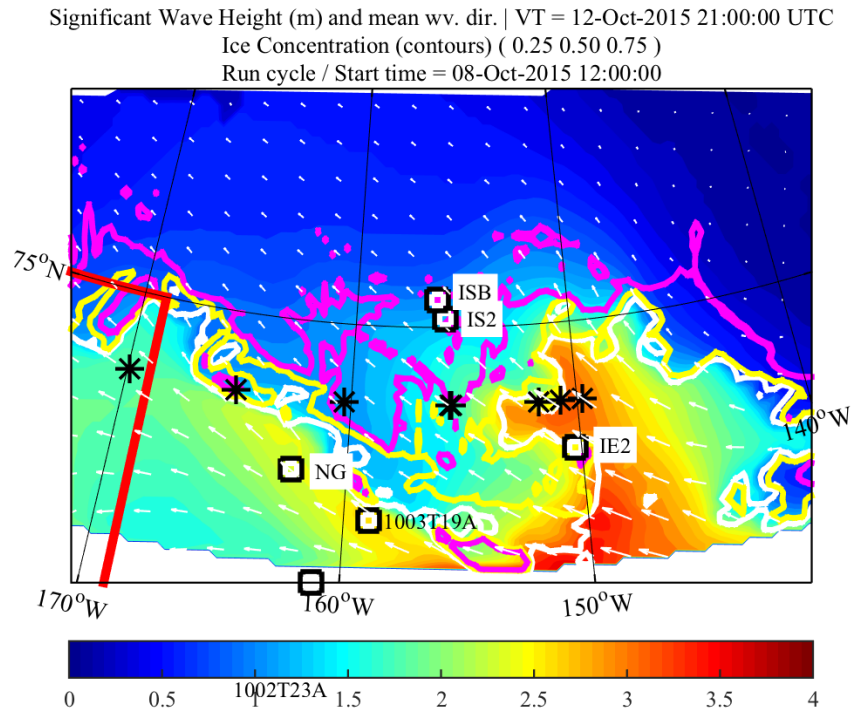 Significant Wave Height (m) and mean wv. dir. | VT = 12-Oct-2015 21:00:00 UTC
Ice Concentration (contours) ( 0.25 0.50 0.75 )
Run cycle / Start time = 08-Oct-2015 12:00:00
75°N
ISB
IS2
140°W
IE2
NG
1003T19A
170°W
160°W
150°W
0 0.5 1 1.5 2 2.5 3 3.5 4
1002T23A